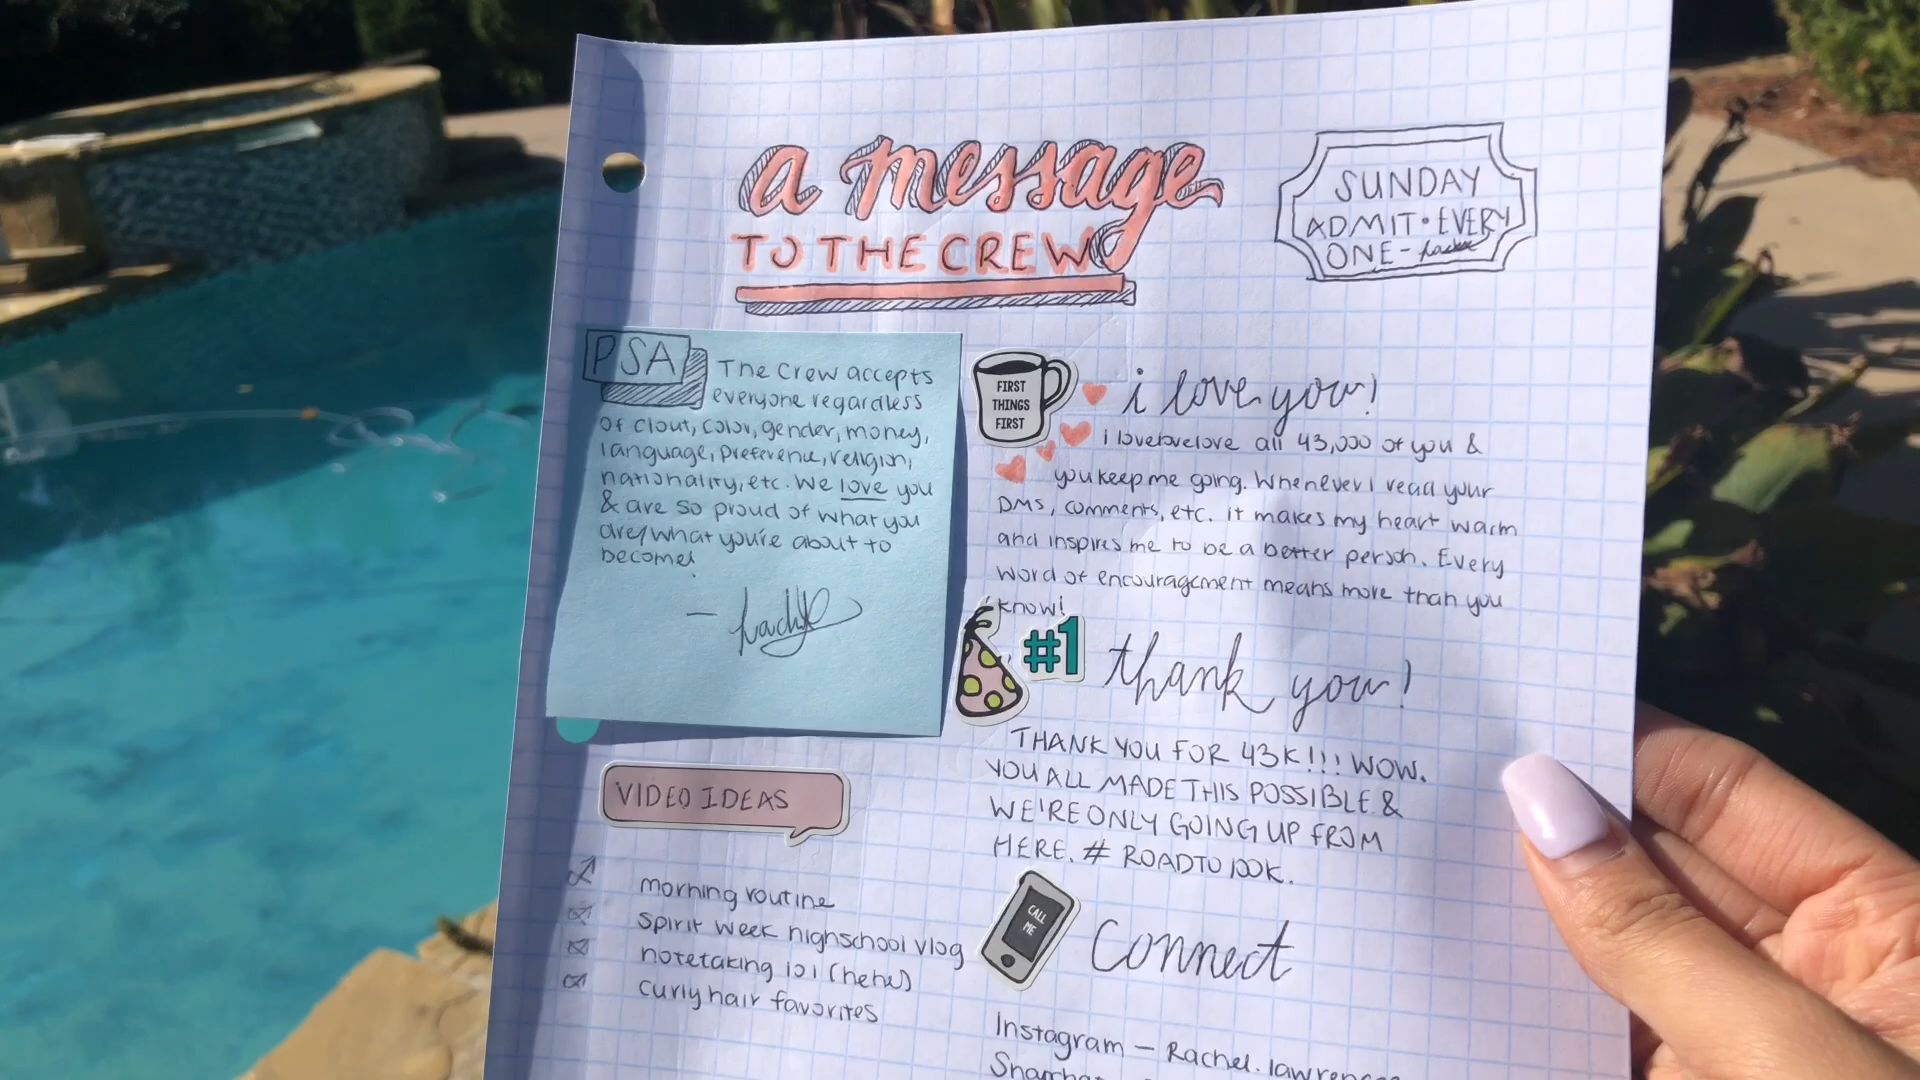 a message
TO THE CREW
SUNDAY
ADMIT • EVERY
ONE -
PSA
The Crew accepts
everyone regardless
of clout, color, gender, money,
language, preference, religion,
nationality, etc. We love you
& are so proud of what you
are/what you're about to
become!
VIDEO IDEAS
morning routine
spirit week highschool vlog
notetaking 101 (hehe)
curly hair favorites
FIRST
THINGS
FIRST
i love you!
i lovelovelove all 43,000 of you &
you keep me going. Whenever I read your
DMs, comments, etc. it makes my heart warm
and inspires me to be a better person. Every
word of encouragement means more than you
know!
#1
thank you!
THANK YOU FOR 43K!!! WOW.
YOU ALL MADE THIS POSSIBLE &
WE'RE ONLY GOING UP FROM
HERE. # ROADTO100K.
CALL
ME
Connect
Instagram — Rachel.